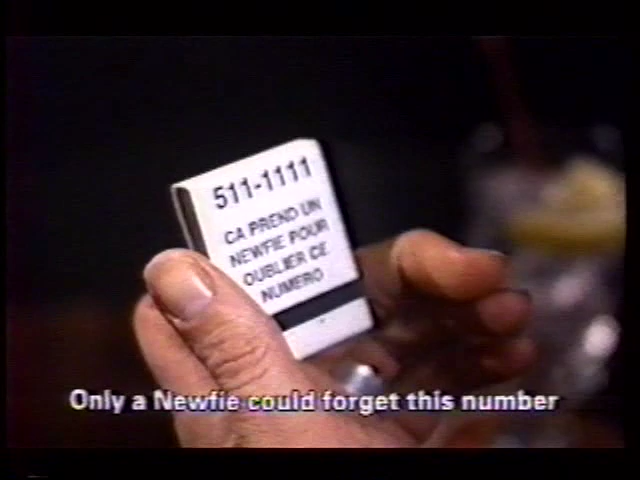 511-1111
CA PREND UN
NEWFIE POUR
OUBLIER CE
NUMERO
Only a Newfie could forget this number